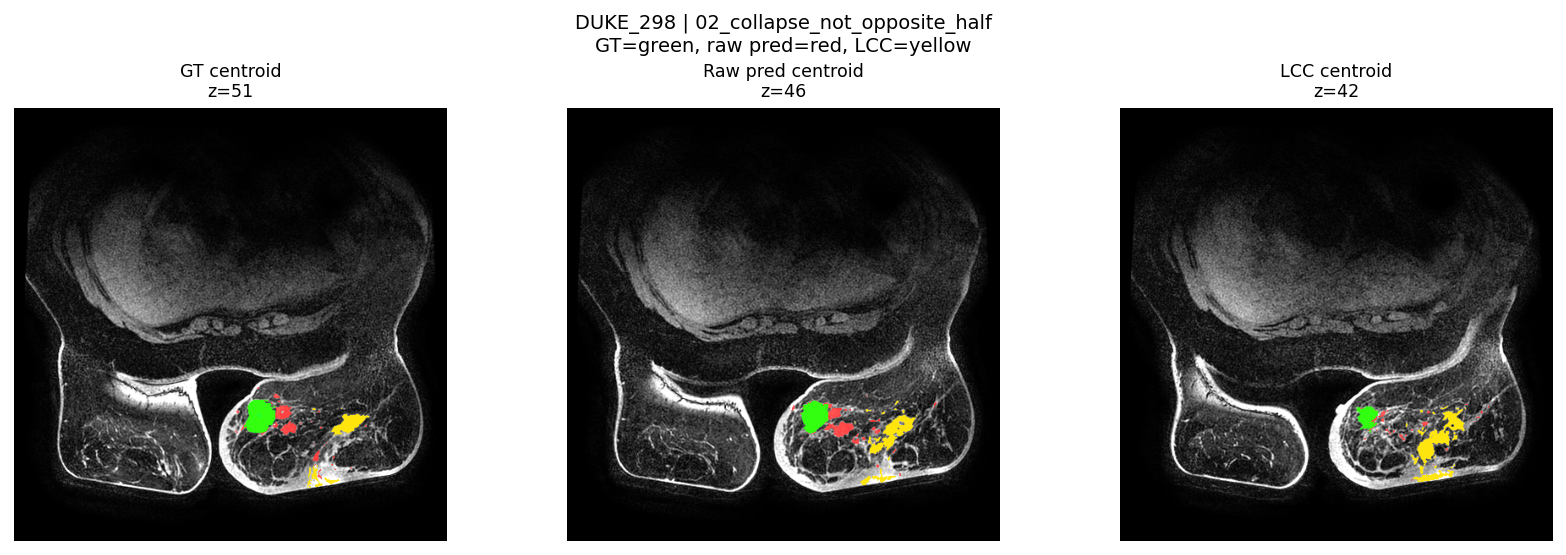 DUKE_298 | 02_collapse_not_opposite_half
GT=green, raw pred=red, LCC=yellow
GT centroid
z=51
Raw pred centroid
z=46
LCC centroid
z=42